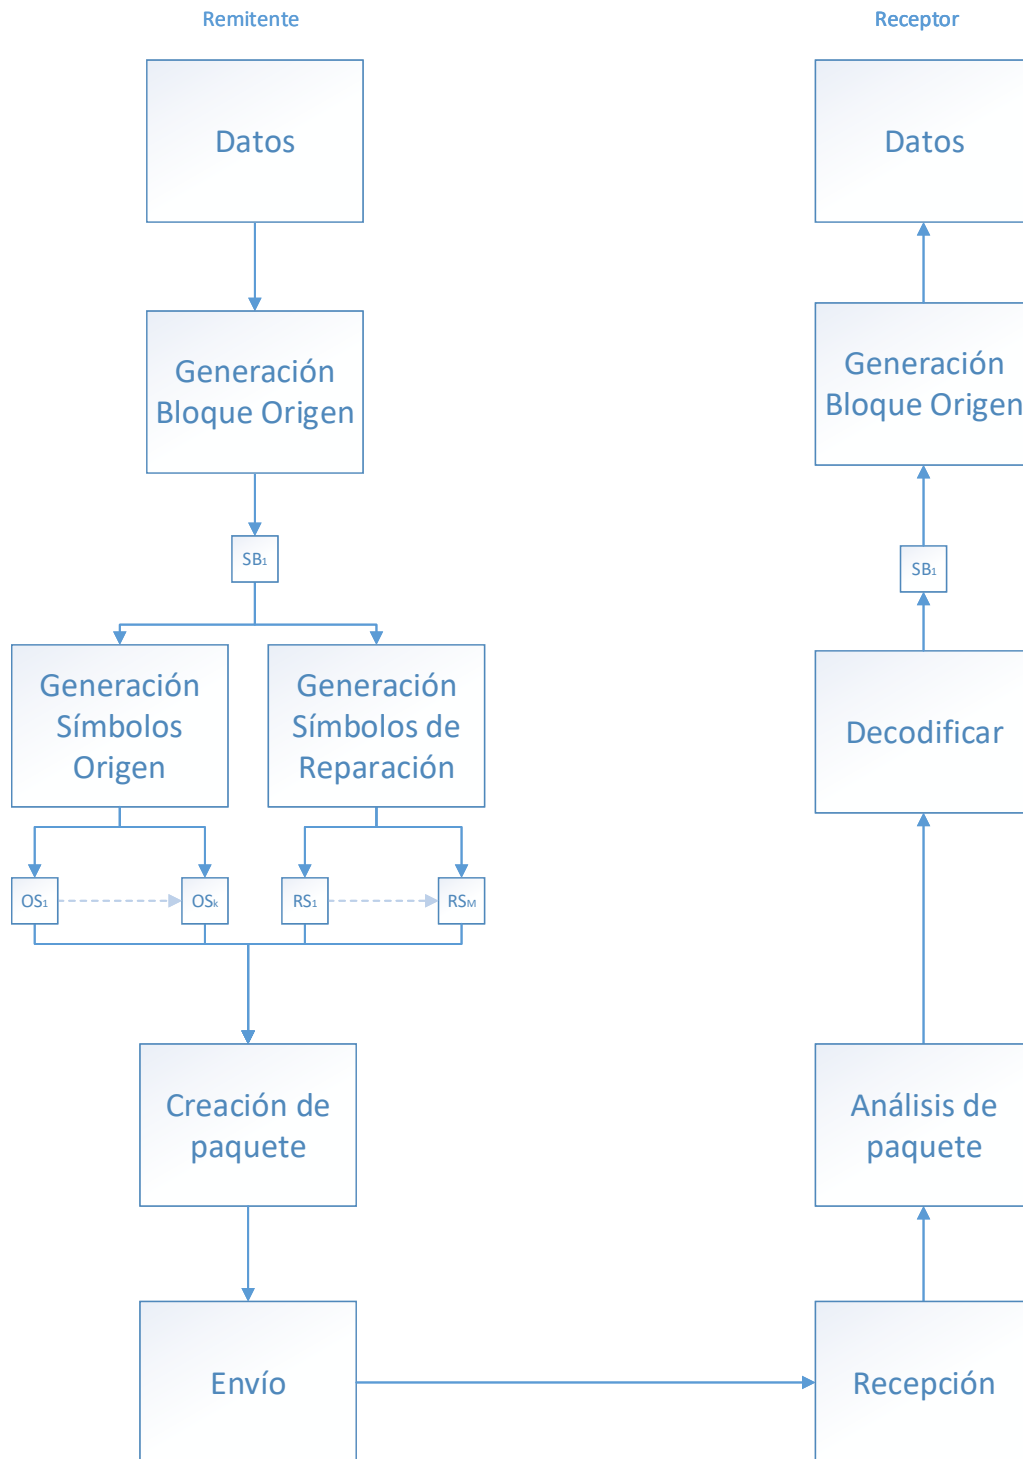 Remitente
Receptor
Datos
Datos
Generación
Bloque Origen
Generación
Bloque Origen
SB1
SB1
Generación
Símbolos
Origen
Generación
Símbolos de
Reparación
Decodificar
OS1
OSk
RS1
RSM
Creación de
paquete
Análisis de
paquete
Envío
Recepción